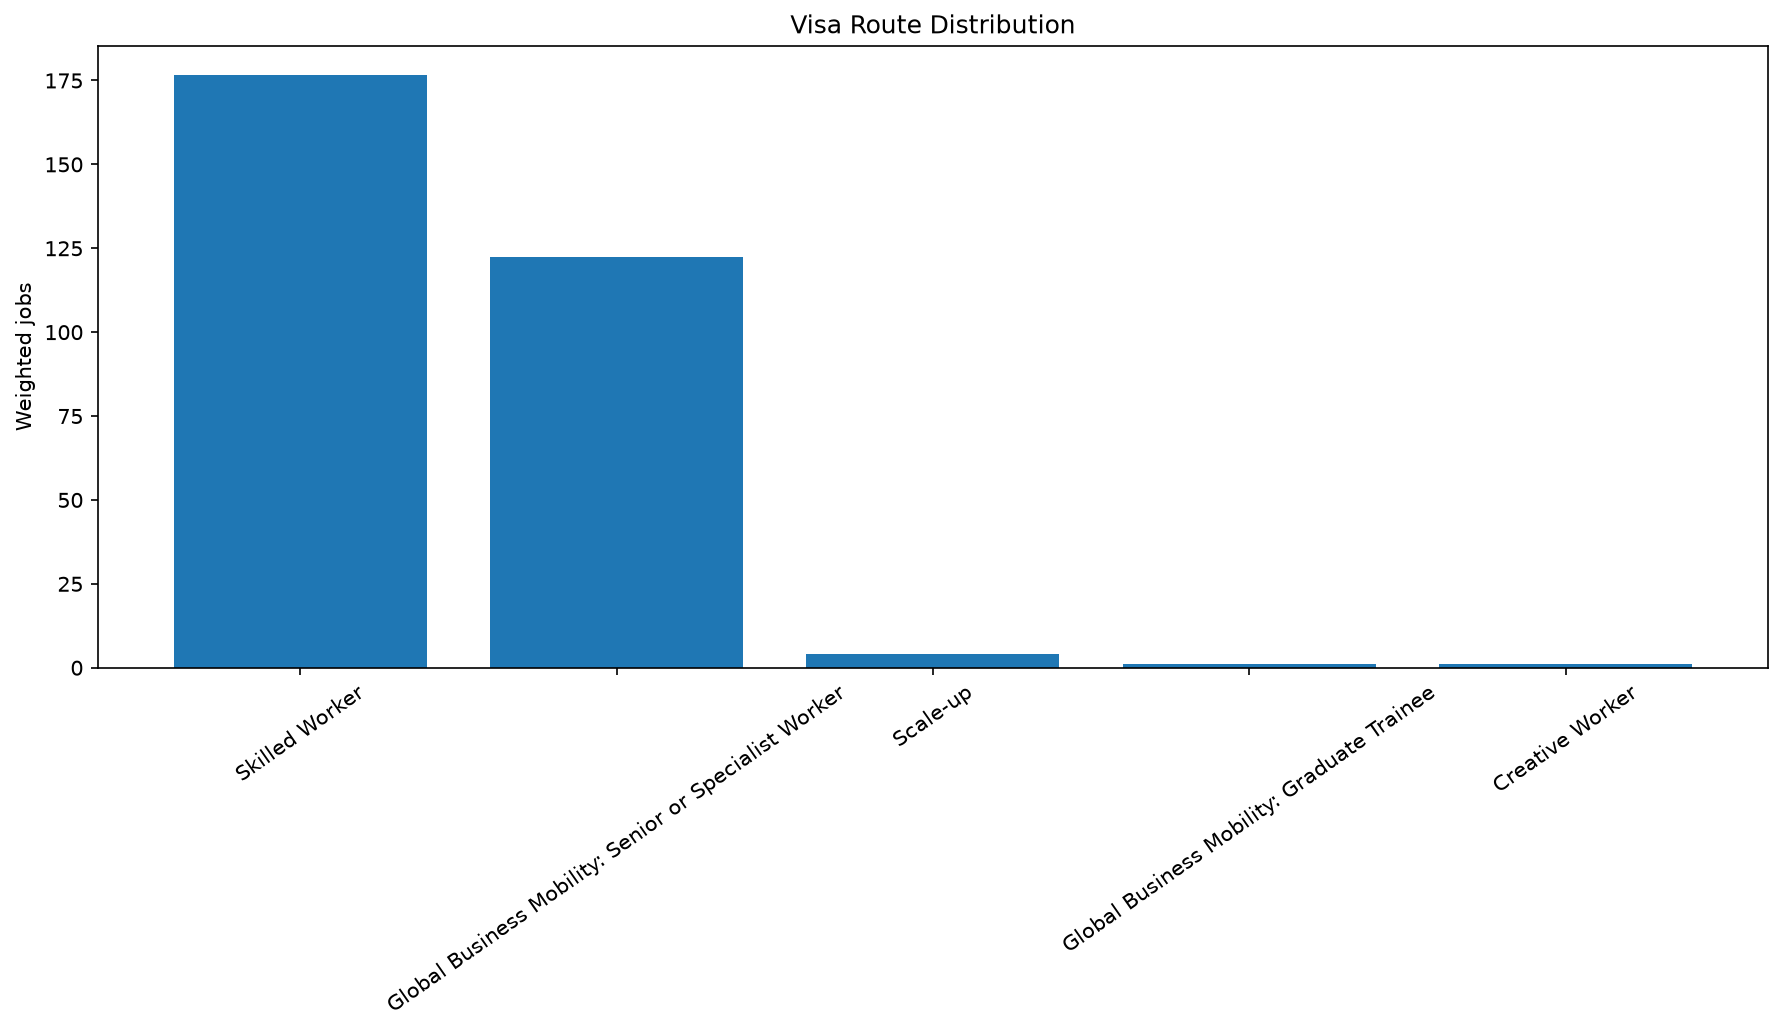 Visa Route Distribution
Weighted jobs
175
150
125
100
75
50
25
0
Skilled Worker
Global Business Mobility: Senior or Specialist Worker
Scale-up
Global Business Mobility: Graduate Trainee
Creative Worker